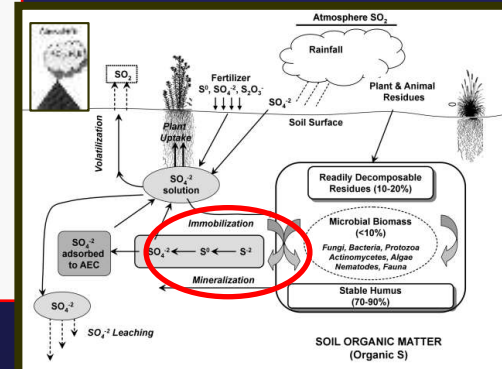 Atmosphere SO2
Rainfall
SO2
Fertilizer
S0, SO4-2, S2O3-
SO4-2
Plant & Animal
Residues
Soil Surface
Volatilization
Plant
Uptake
SO4-2
solution
Immobilization
Readily Decomposable
Residues (10-20%)
Microbial Biomass
(<10%)
Fungi, Bacteria, Protozoa
Actinomycetes, Algae
Nematodes, Fauna
SO4-2
adsorbed
to AEC
SO4-2
S0
S-2
Mineralization
Stable Humus
(70-90%)
SO4-2
SO4-2 Leaching
SOIL ORGANIC MATTER
(Organic S)